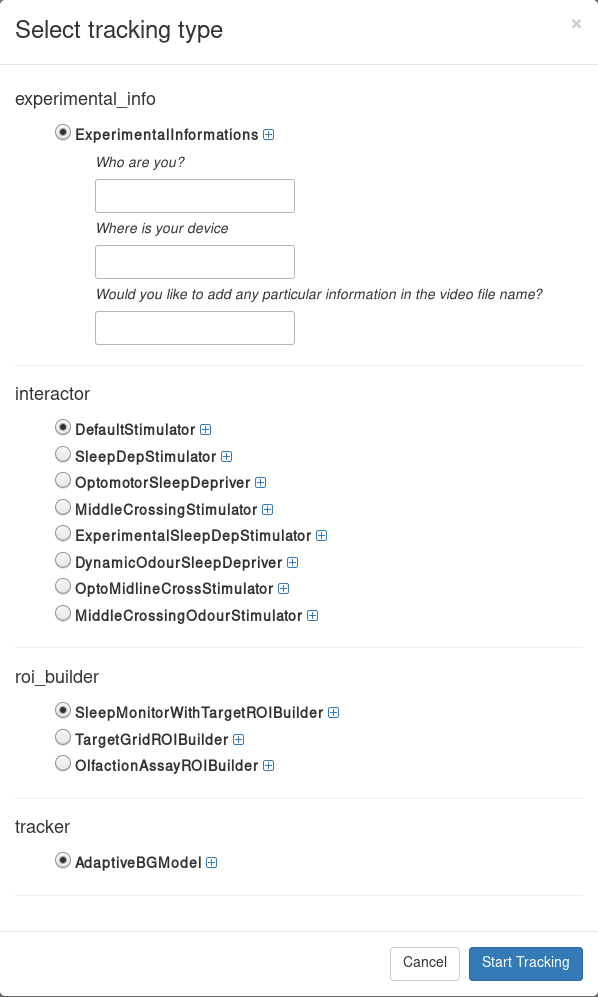 Select tracking type
×
experimental_info
ExperimentalInformations
Who are you?
Where is your device
Would you like to add any particular information in the video file name?
interactor
DefaultStimulator
SleepDepStimulator
OptomotorSleepDepriver
MiddleCrossingStimulator
ExperimentalSleepDepStimulator
DynamicOdourSleepDepriver
OptoMidlineCrossStimulator
MiddleCrossingOdourStimulator
roi_builder
SleepMonitorWithTargetROIBuilder
TargetGridROIBuilder
OlfactionAssayROIBuilder
tracker
AdaptiveBGModel
Cancel Start Tracking